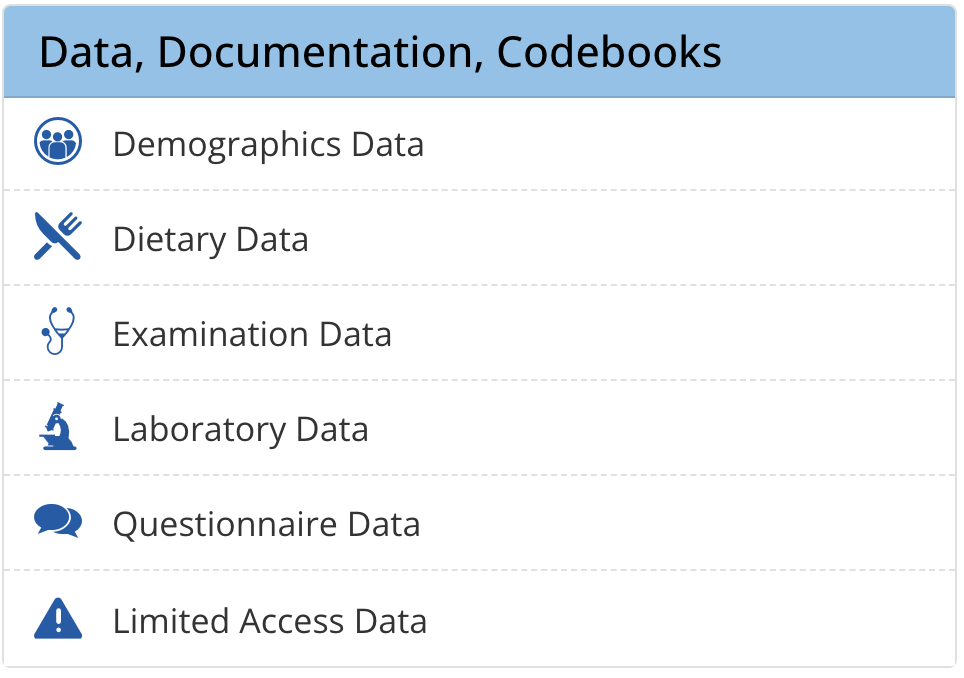 Data, Documentation, Codebooks
Demographics Data
Dietary Data
Examination Data
Laboratory Data
Questionnaire Data
Limited Access Data